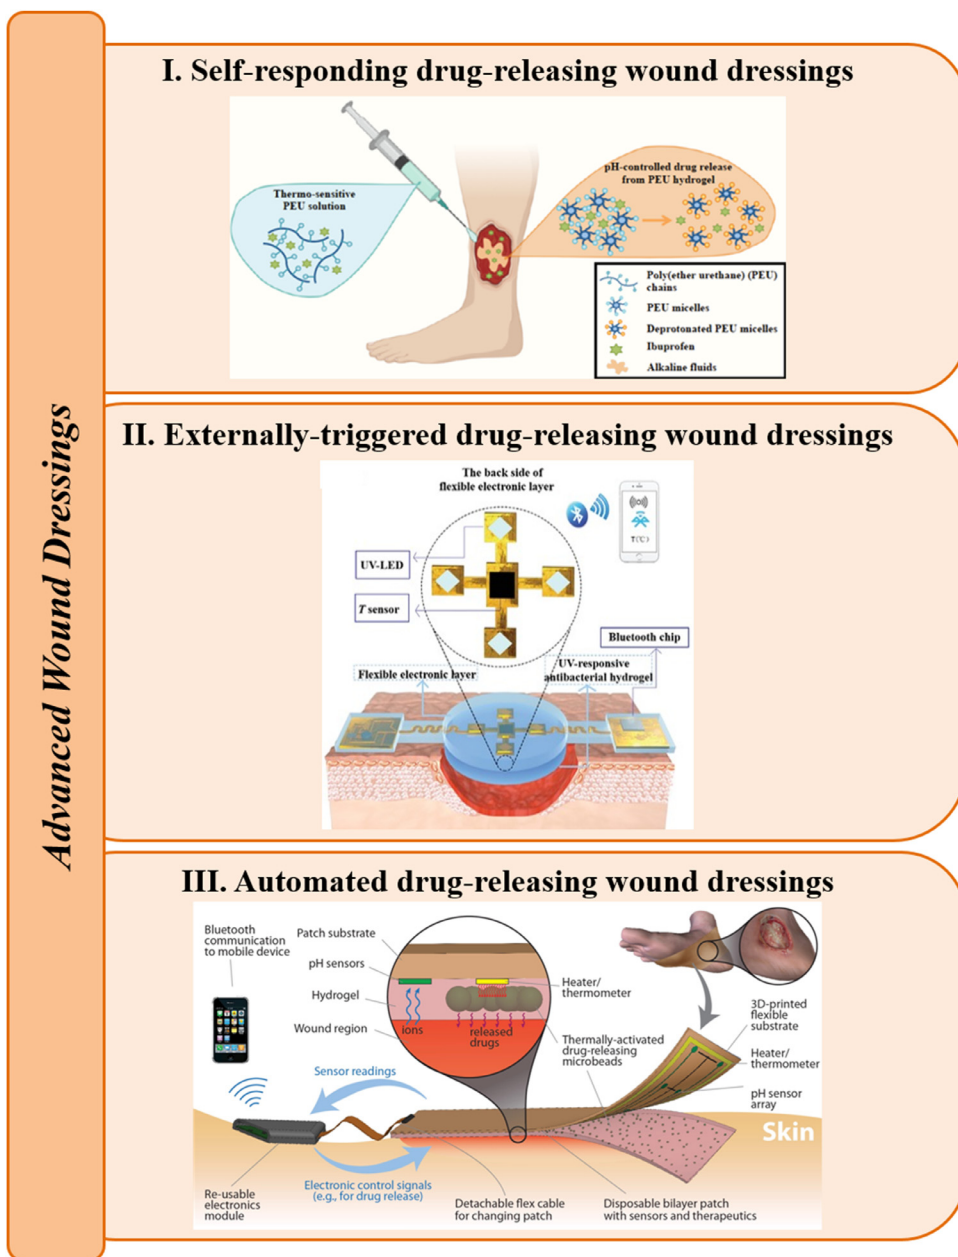 Advanced Wound Dressings
I. Self-responding drug-releasing wound dressings
Thermo-sensitive
PEU solution
pH-controlled drug release
from PEU hydrogel
Poly(ether urethane) (PEU)
chains
PEU micelles
Deprotonated PEU micelles
Ibuprofen
Alkaline fluids
II. Externally-triggered drug-releasing wound dressings
The back side of
flexible electronic layer
T (°C)
UV-LED
T sensor
Bluetooth chip
Flexible electronic layer
UV-responsive
antibacterial hydrogel
III. Automated drug-releasing wound dressings
Bluetooth
communication
to mobile device
Patch substrate
pH sensors
Hydrogel
Wound region
ions
released
drugs
Heater/
thermometer
Thermally-activated
drug-releasing
microbeads
3D-printed
flexible
substrate
Heater/
thermometer
pH sensor
array
Sensor readings
Skin
Re-usable
electronics
module
Electronic control signals
(e.g., for drug release)
Detachable flex cable
for changing patch
Disposable bilayer patch
with sensors and therapeutics